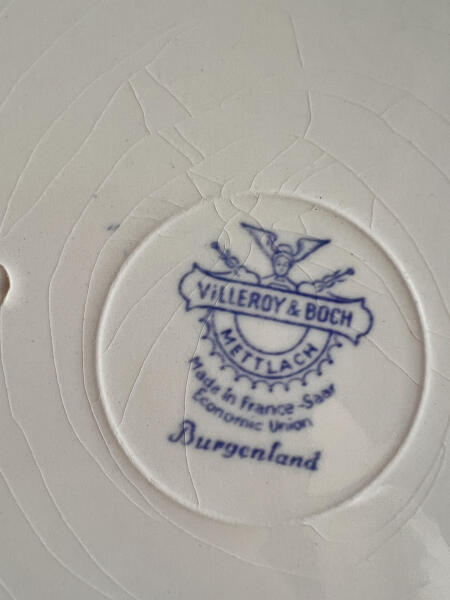 ViLLEROY & BOCH
METTLACH
Made in France-Saar
Economic Union
Burgenland